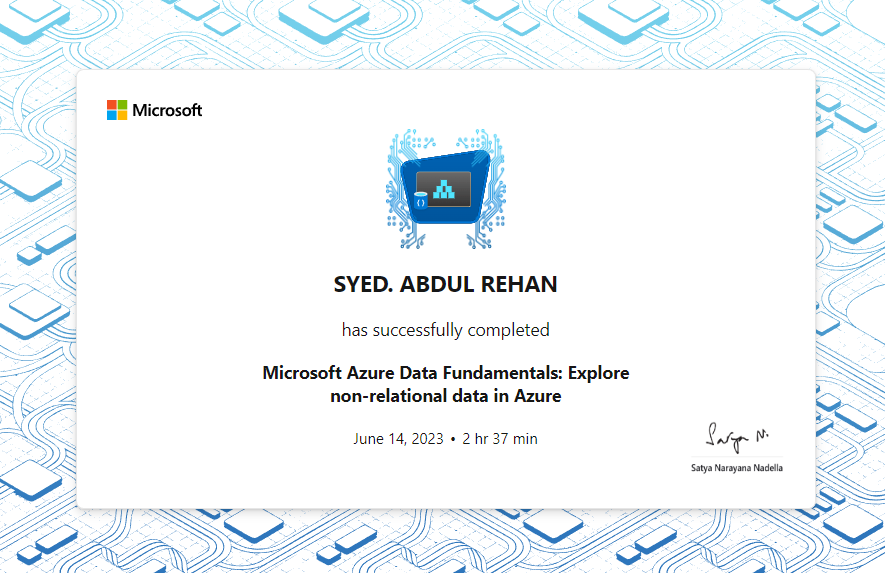 Microsoft
SYED. ABDUL REHAN
has successfully completed
Microsoft Azure Data Fundamentals: Explore
non-relational data in Azure
June 14, 2023 • 2 hr 37 min
Satya N.
Satya Narayana Nadella